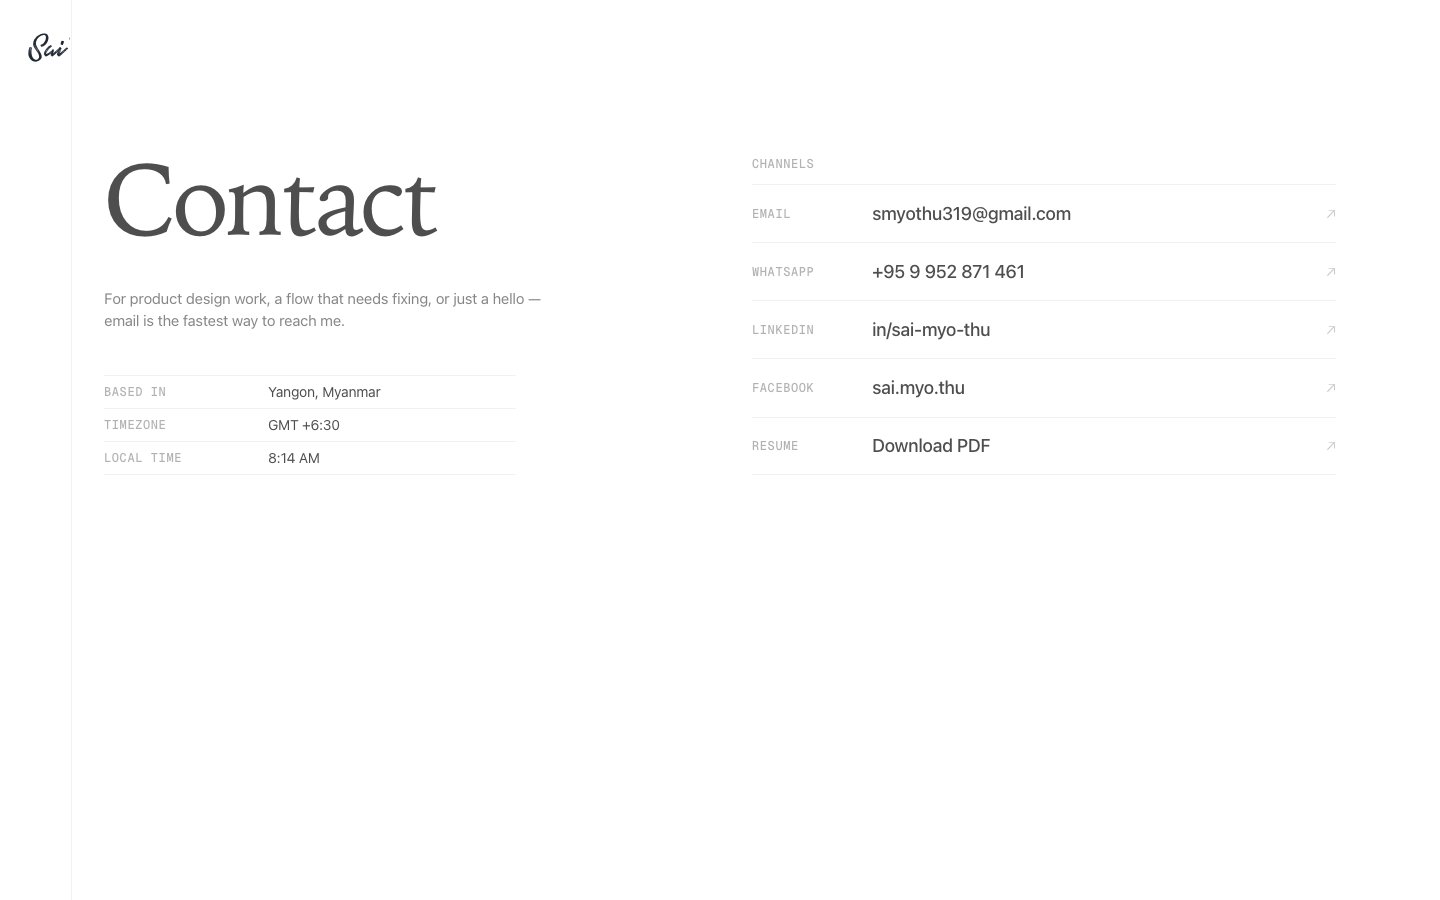 Sai
Contact
For product design work, a flow that needs fixing, or just a hello —
email is the fastest way to reach me.
BASED IN Yangon, Myanmar
TIMEZONE GMT +6:30
LOCAL TIME 8:14 AM
CHANNELS
EMAIL smyothu319@gmail.com
WHATSAPP +95 9 952 871 461
LINKEDIN in/sai-myo-thu
FACEBOOK sai.myo.thu
RESUME Download PDF